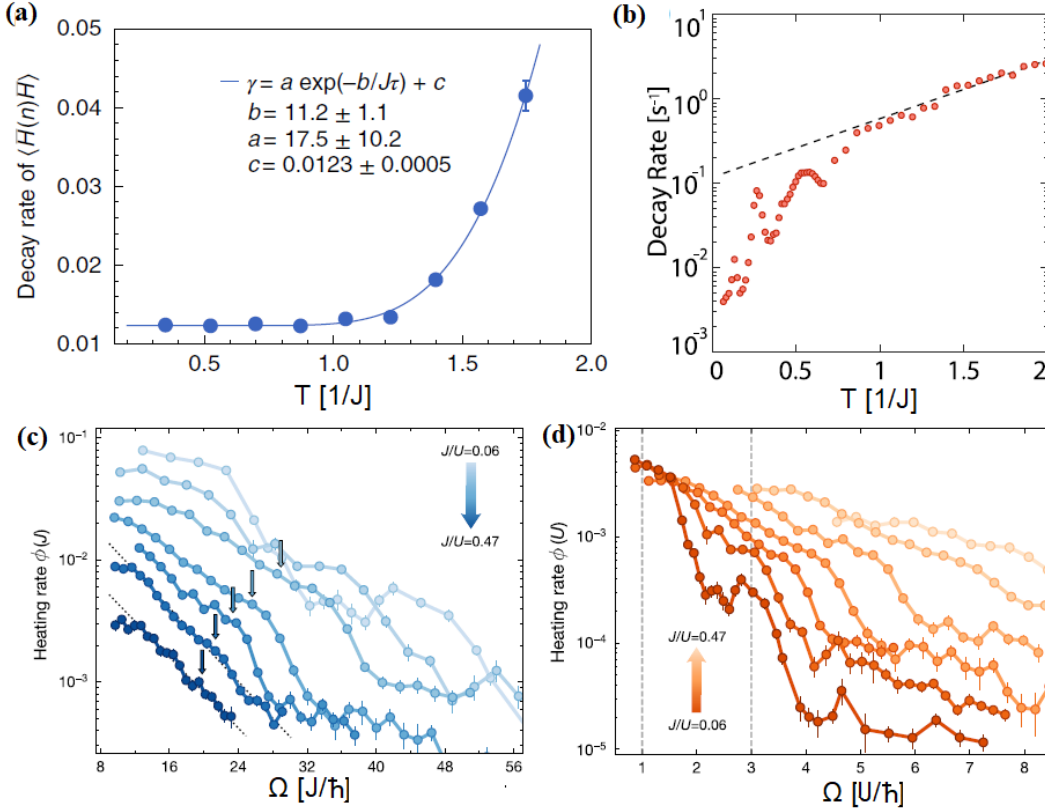 (a)
0.05
0.04
0.03
0.02
0.01
Decay rate of ⟨H(n)H⟩
γ = a exp(−b/Jτ) + c
b = 11.2 ± 1.1
a = 17.5 ± 10.2
c = 0.0123 ± 0.0005
0.5
1.0
1.5
2.0
T [1/J]
(b)
10¹
10⁰
10⁻¹
10⁻²
10⁻³
Decay Rate [s⁻¹]
0
0.5
1
1.5
2
T [1/J]
(c)
10⁻¹
10⁻²
10⁻³
Heating rate ϕ (J)
J/U=0.06
J/U=0.47
8
16
24
32
40
48
56
Ω [J/ħ]
(d)
10⁻²
10⁻³
10⁻⁴
10⁻⁵
Heating rate ϕ (U)
J/U=0.47
J/U=0.06
1
2
3
4
5
6
7
8
Ω [U/ħ]